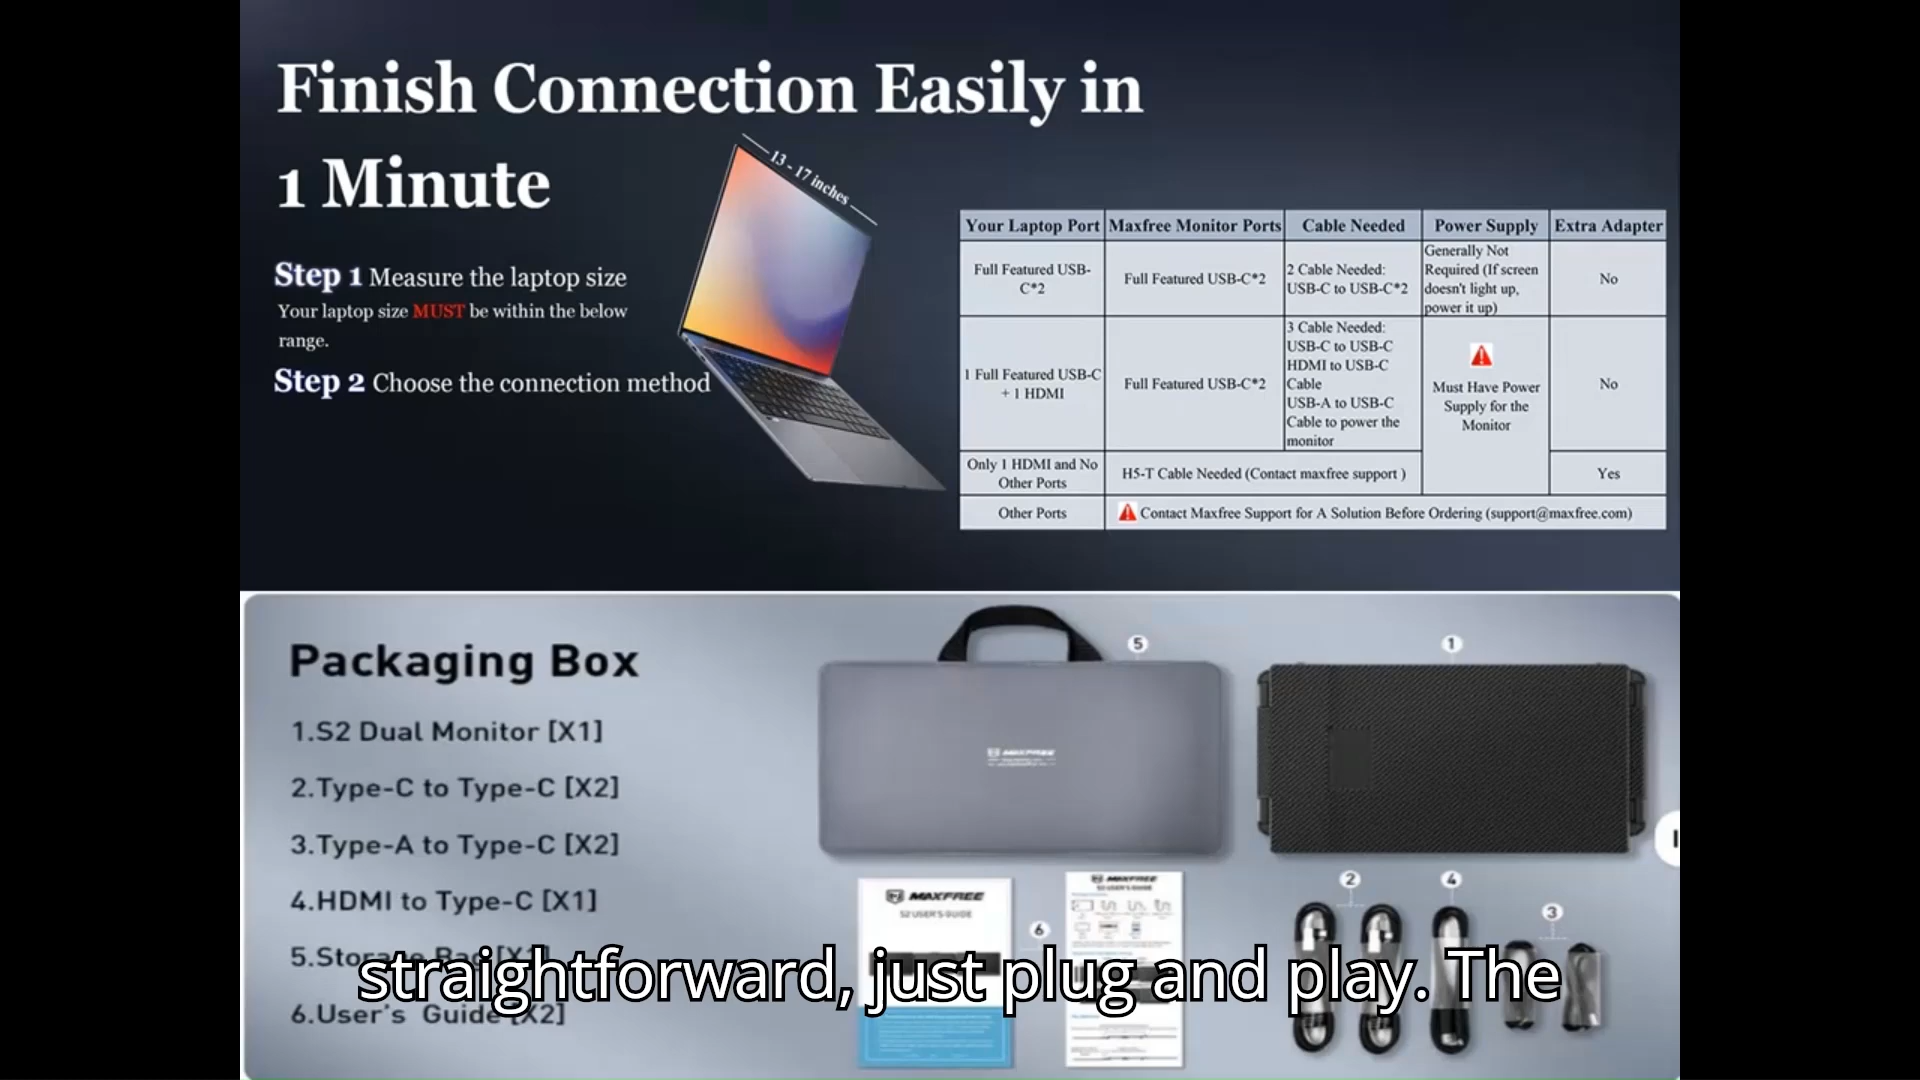 Finish Connection Easily in
1 Minute
13 - 17 inches
Step 1 Measure the laptop size
Your laptop size MUST be within the below
range.
Step 2 Choose the connection method
Your Laptop Port Maxfree Monitor Ports Cable Needed Power Supply Extra Adapter
Full Featured USB-
C*2
Full Featured USB-C*2
2 Cable Needed:
USB-C to USB-C*2
Generally Not
Required (If screen
doesn't light up,
power it up)
No
1 Full Featured USB-C
+ 1 HDMI
Full Featured USB-C*2
3 Cable Needed:
USB-C to USB-C
HDMI to USB-C
Cable
USB-A to USB-C
Cable to power the
monitor
Must Have Power
Supply for the
Monitor
No
Only 1 HDMI and No
Other Ports
H5-T Cable Needed (Contact maxfree support )
Yes
Other Ports
Contact Maxfree Support for A Solution Before Ordering (support@maxfree.com)
Packaging Box
1.S2 Dual Monitor [X1]
2.Type-C to Type-C [X2]
3.Type-A to Type-C [X2]
4.HDMI to Type-C [X1]
5.Storage Bag [X1]
6.User's Guide [X2]
5
1
MAXFREE
2
4
3
6
MAXFREE
S2 USER'S GUIDE
MAXFREE
S2 USER'S GUIDE
straightforward, just plug and play. The